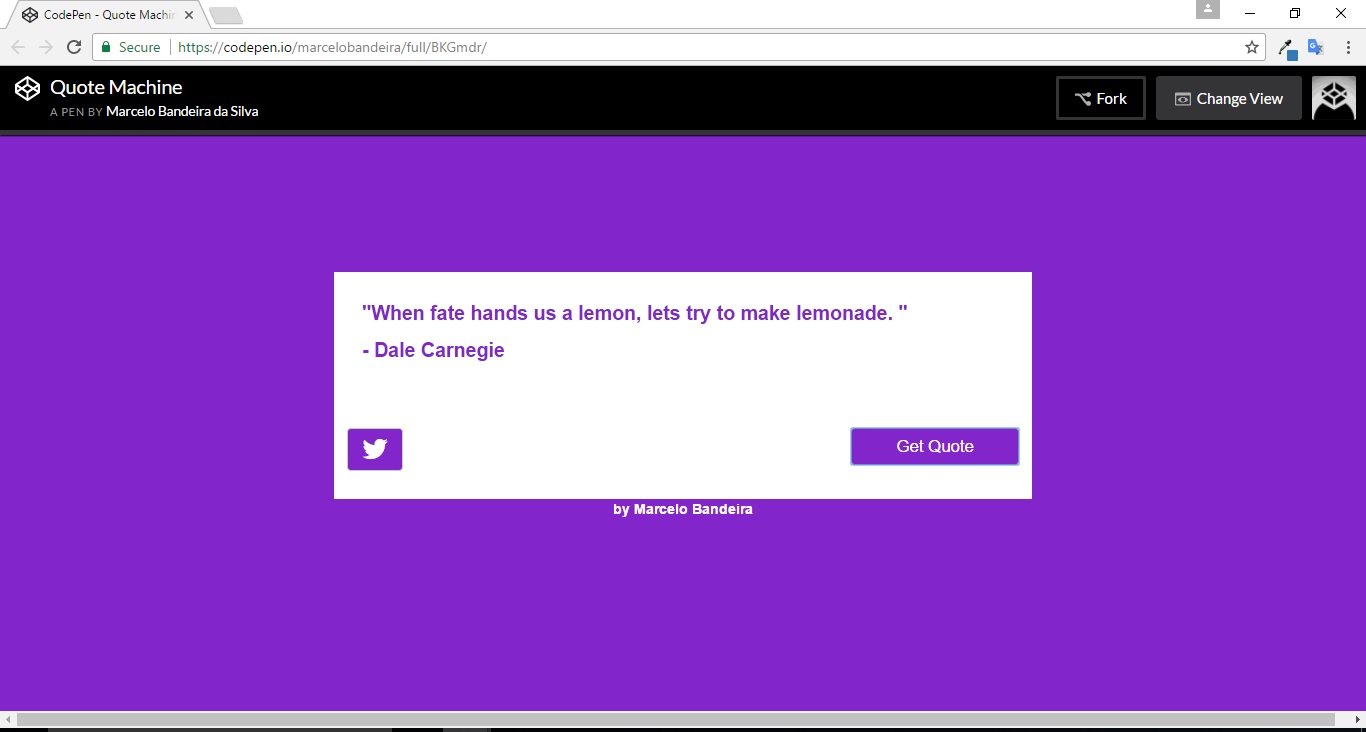 CodePen - Quote Machin
Secure
https://codepen.io/marcelobandeira/full/BKGmdr/
Quote Machine
A PEN BY Marcelo Bandeira da Silva
Fork
Change View
"When fate hands us a lemon, lets try to make lemonade. "
- Dale Carnegie
Get Quote
by Marcelo Bandeira